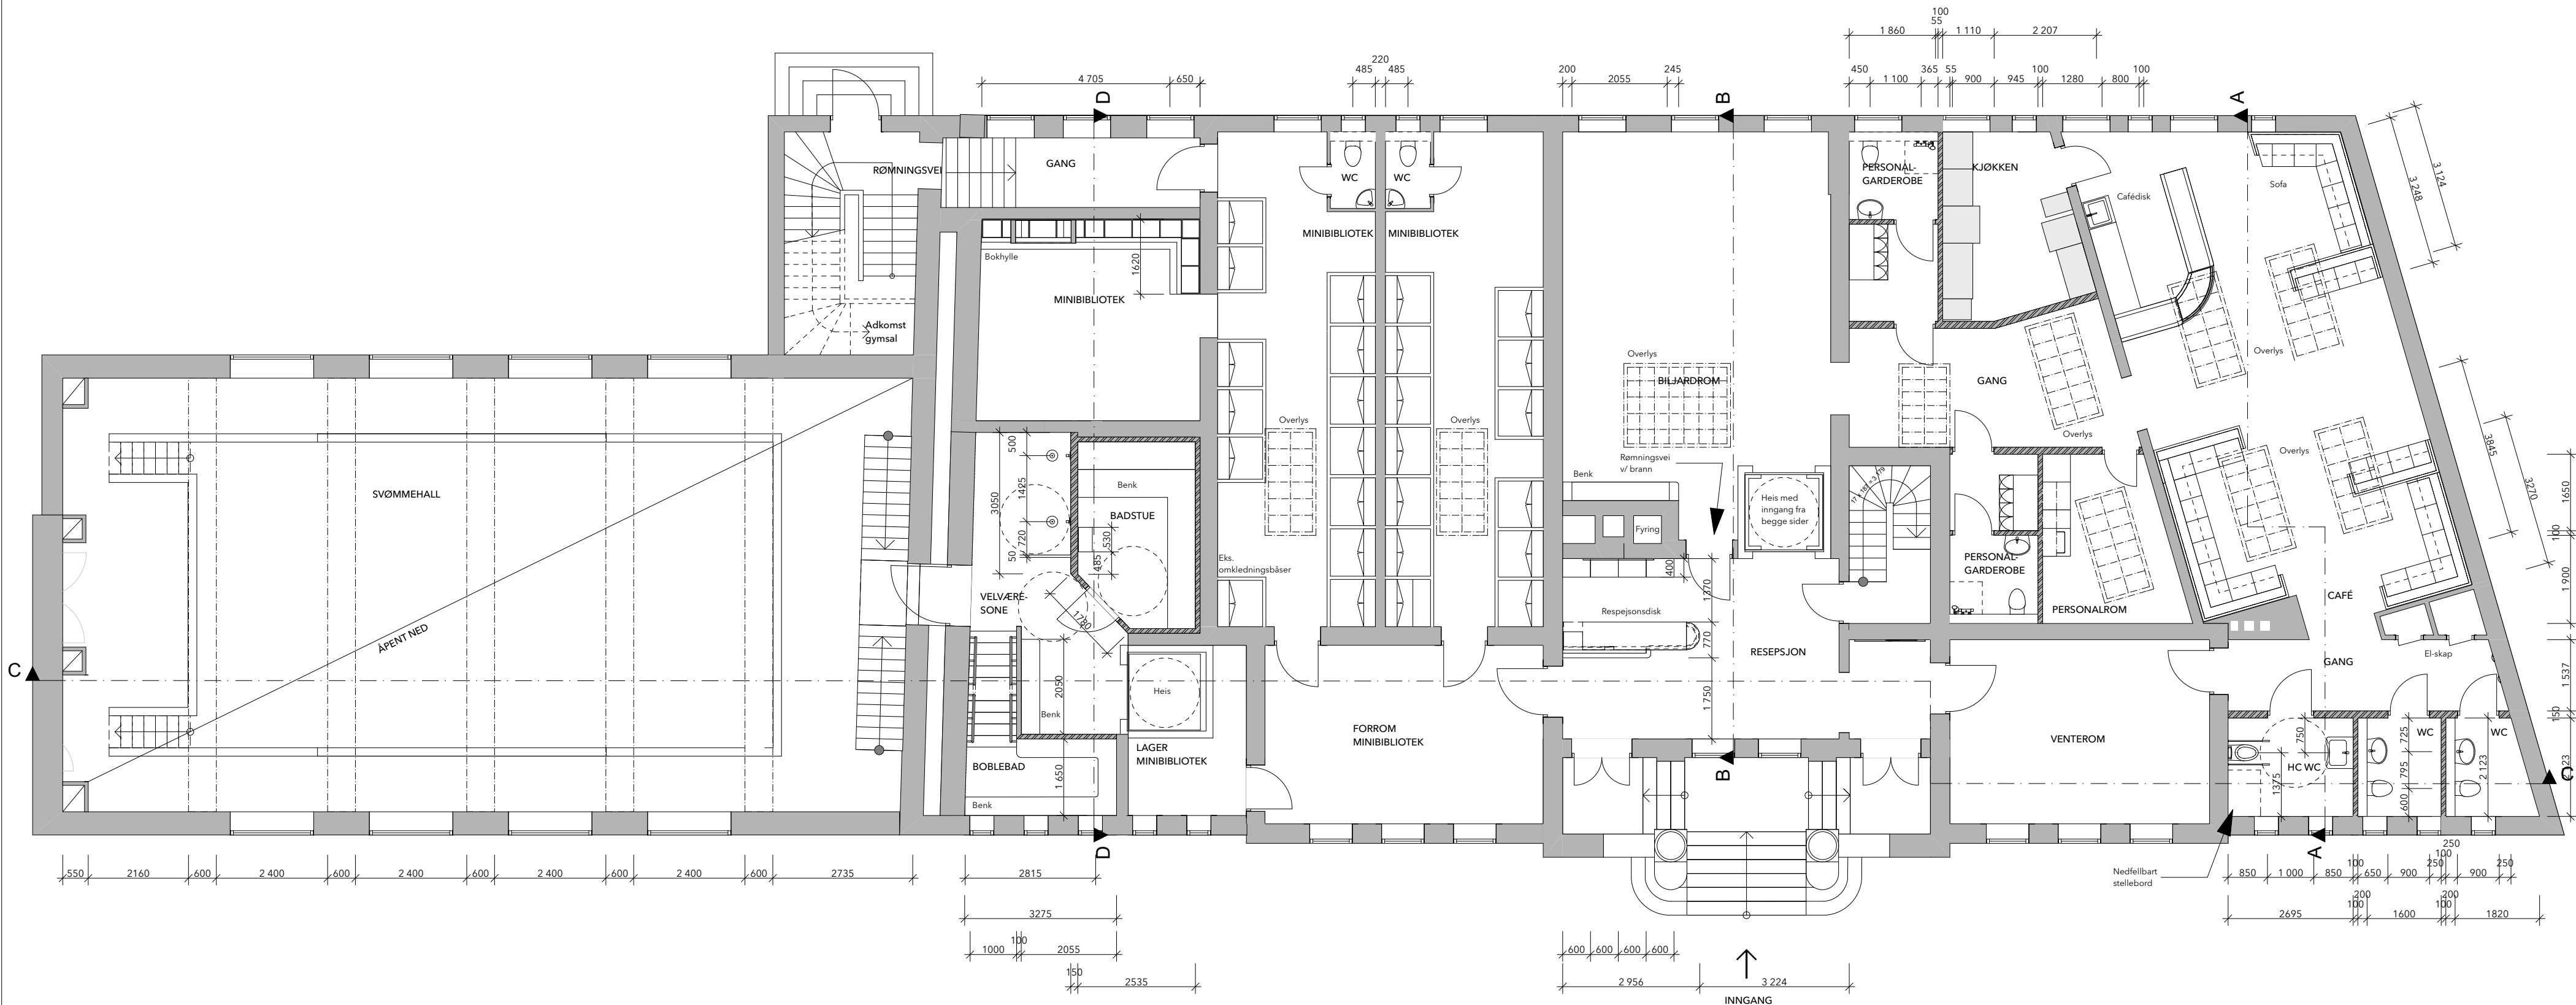 100
55
1 860
1 110
2 207
4 705
650
485
220
485
200
2055
245
450
1 100
365
55
900
945
100
1280
800
100
D
B
A
3 124
3 248
RØMNINGSVEI
GANG
WC
WC
PERSONAL-
GARDEROBE
KJØKKEN
Cafédisk
Sofa
MINIBIBLIOTEK
MINIBIBLIOTEK
Bokhylle
1620
MINIBIBLIOTEK
Adkomst
gymsal
Overlys
BILJARDROM
GANG
Overlys
Overlys
Overlys
Overlys
Overlys
3845
3270
Rømningsvei
v/ brann
Benk
Heis med
inngang fra
begge sider
Fyring
SVØMMEHALL
500
1425
3050
720
50
Benk
BADSTUE
530
485
1780
VELVÆRE-
SONE
Eks.
omkledningsbåser
400
1370
Respejsonsdisk
770
1 750
RESEPSJON
PERSONAL-
GARDEROBE
PERSONALROM
CAFÉ
1650
100
1 900
1 537
150
El-skap
GANG
ÅPENT NED
C
Heis
2050
Benk
LAGER
MINIBIBLIOTEK
FORROM
MINIBIBLIOTEK
VENTEROM
WC
WC
HC WC
750
1375
725
795
600
2 123
C
BOBLEBAD
1 650
Benk
D
B
A
550
2160
600
2 400
600
2 400
600
2 400
600
2 400
600
2735
2815
3275
100
1000
2055
150
2535
Nedfellbart
stellebord
850
1 000
850
100
650
900
250
100
250
900
250
2695
200
100
1600
200
100
1820
600
600
600
600
2 956
3 224
INNGANG